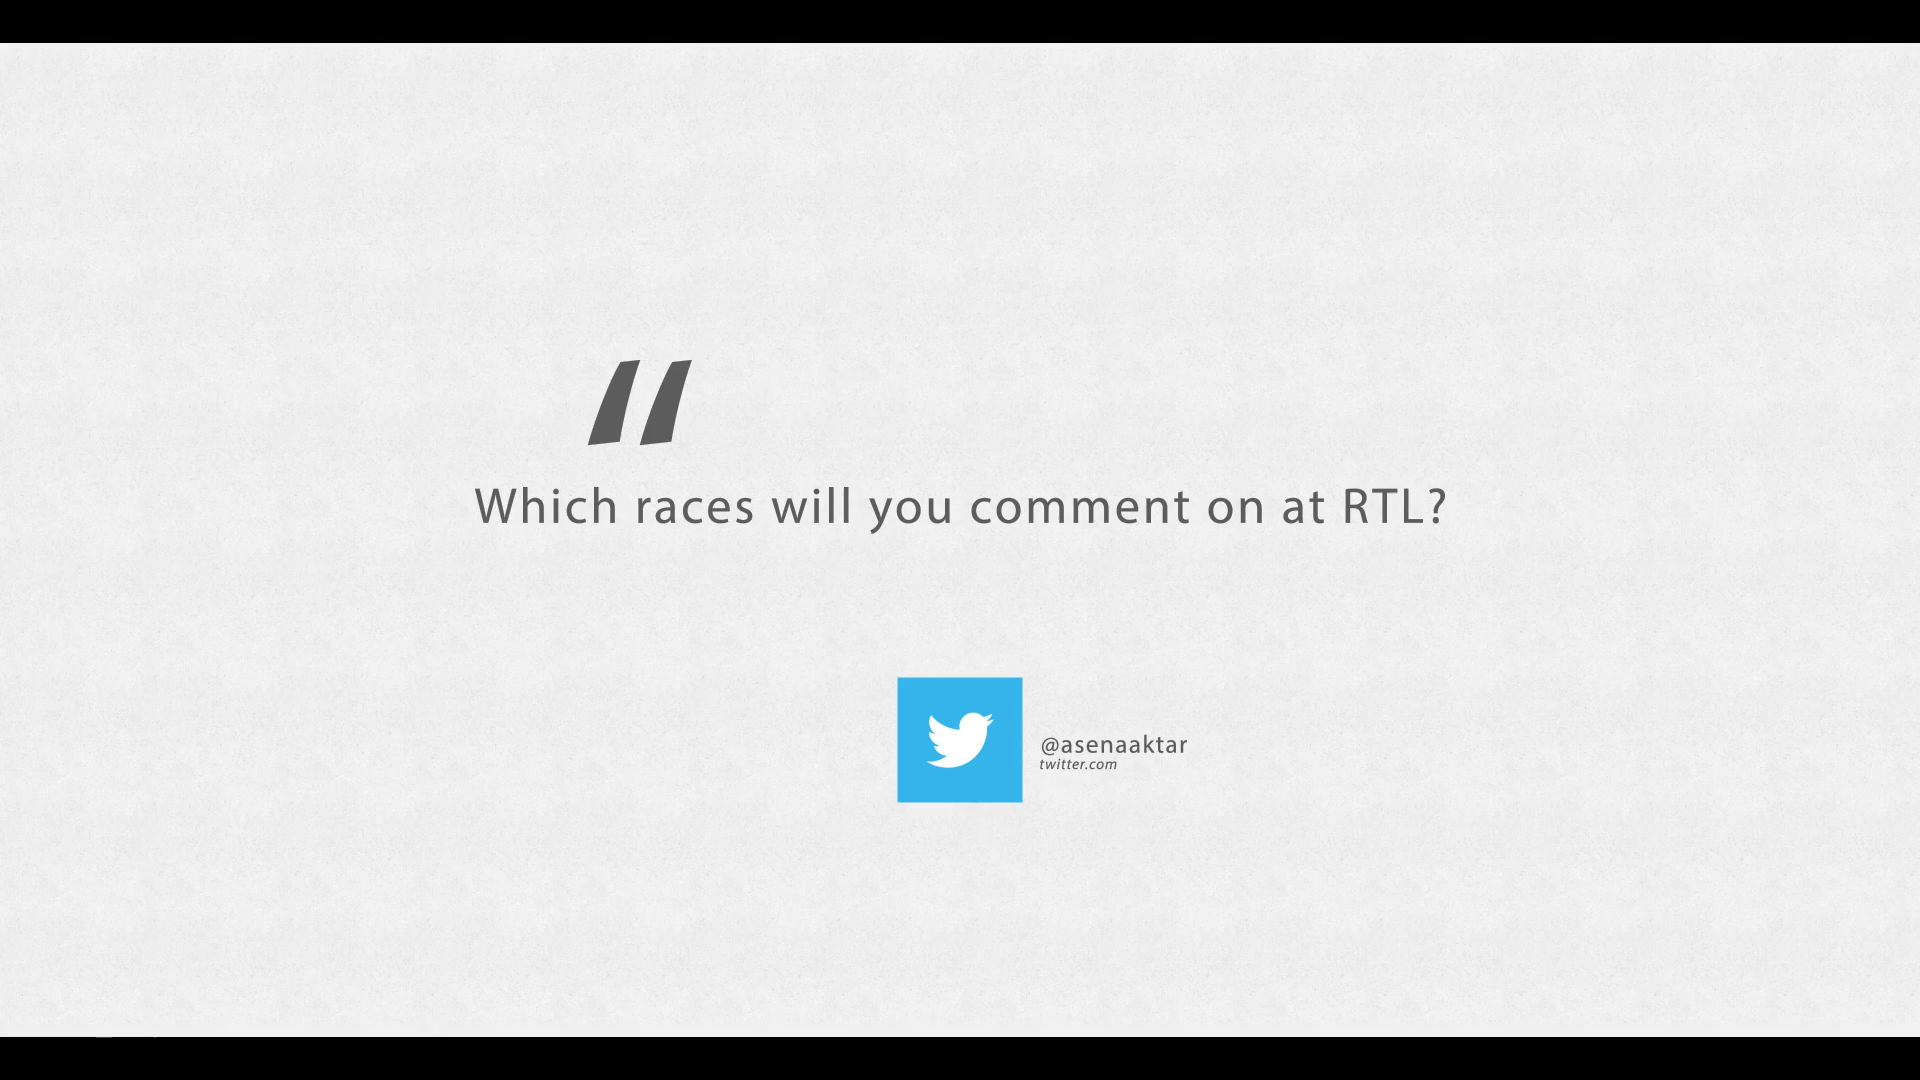 “
Which races will you comment on at RTL?
@asenaaktar
twitter.com